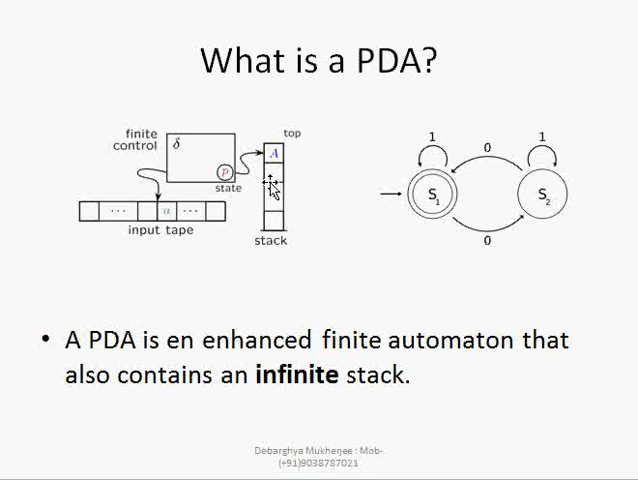 What is a PDA?
finite
control
δ
p
state
top
A
··· a ···
input tape
stack
1
0
1
S1
S2
0
• A PDA is en enhanced finite automaton that
also contains an infinite stack.
Debarghya Mukherjee : Mob-
(+91)9038787021